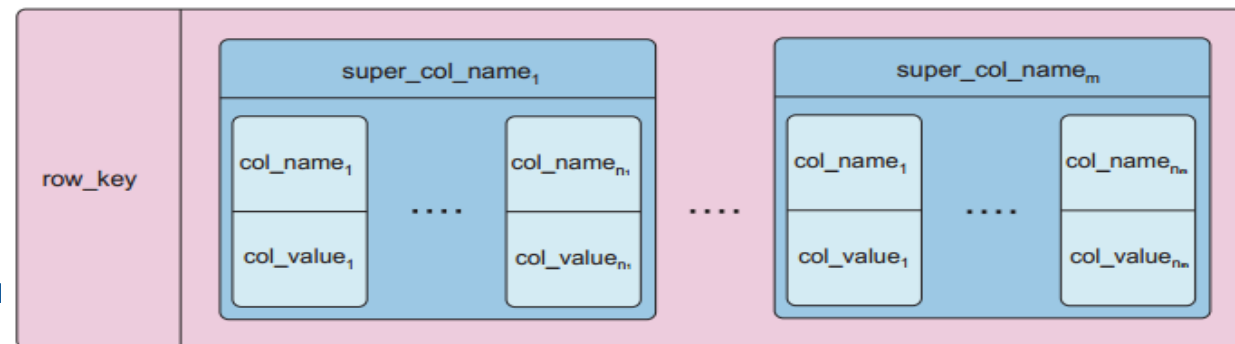 super_col_name₁ super_col_nameₘ
col_name₁ col_nameₙ₁ col_name₁ col_nameₙₘ
row_key
.... .... ....
col_value₁ col_valueₙ₁ col_value₁ col_valueₙₘ